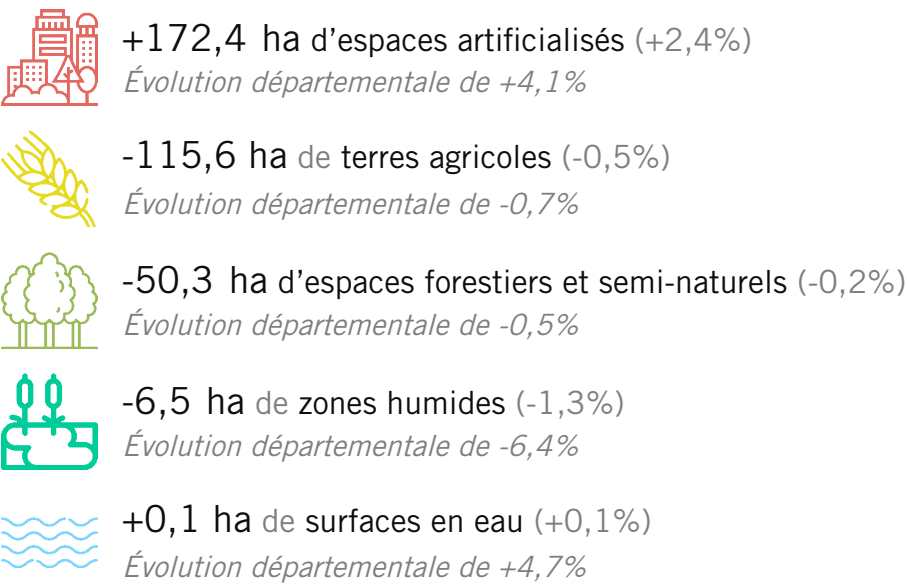 +172,4 ha d'espaces artificialisés (+2,4%)
Évolution départementale de +4,1%
-115,6 ha de terres agricoles (-0,5%)
Évolution départementale de -0,7%
-50,3 ha d'espaces forestiers et semi-naturels (-0,2%)
Évolution départementale de -0,5%
-6,5 ha de zones humides (-1,3%)
Évolution départementale de -6,4%
+0,1 ha de surfaces en eau (+0,1%)
Évolution départementale de +4,7%